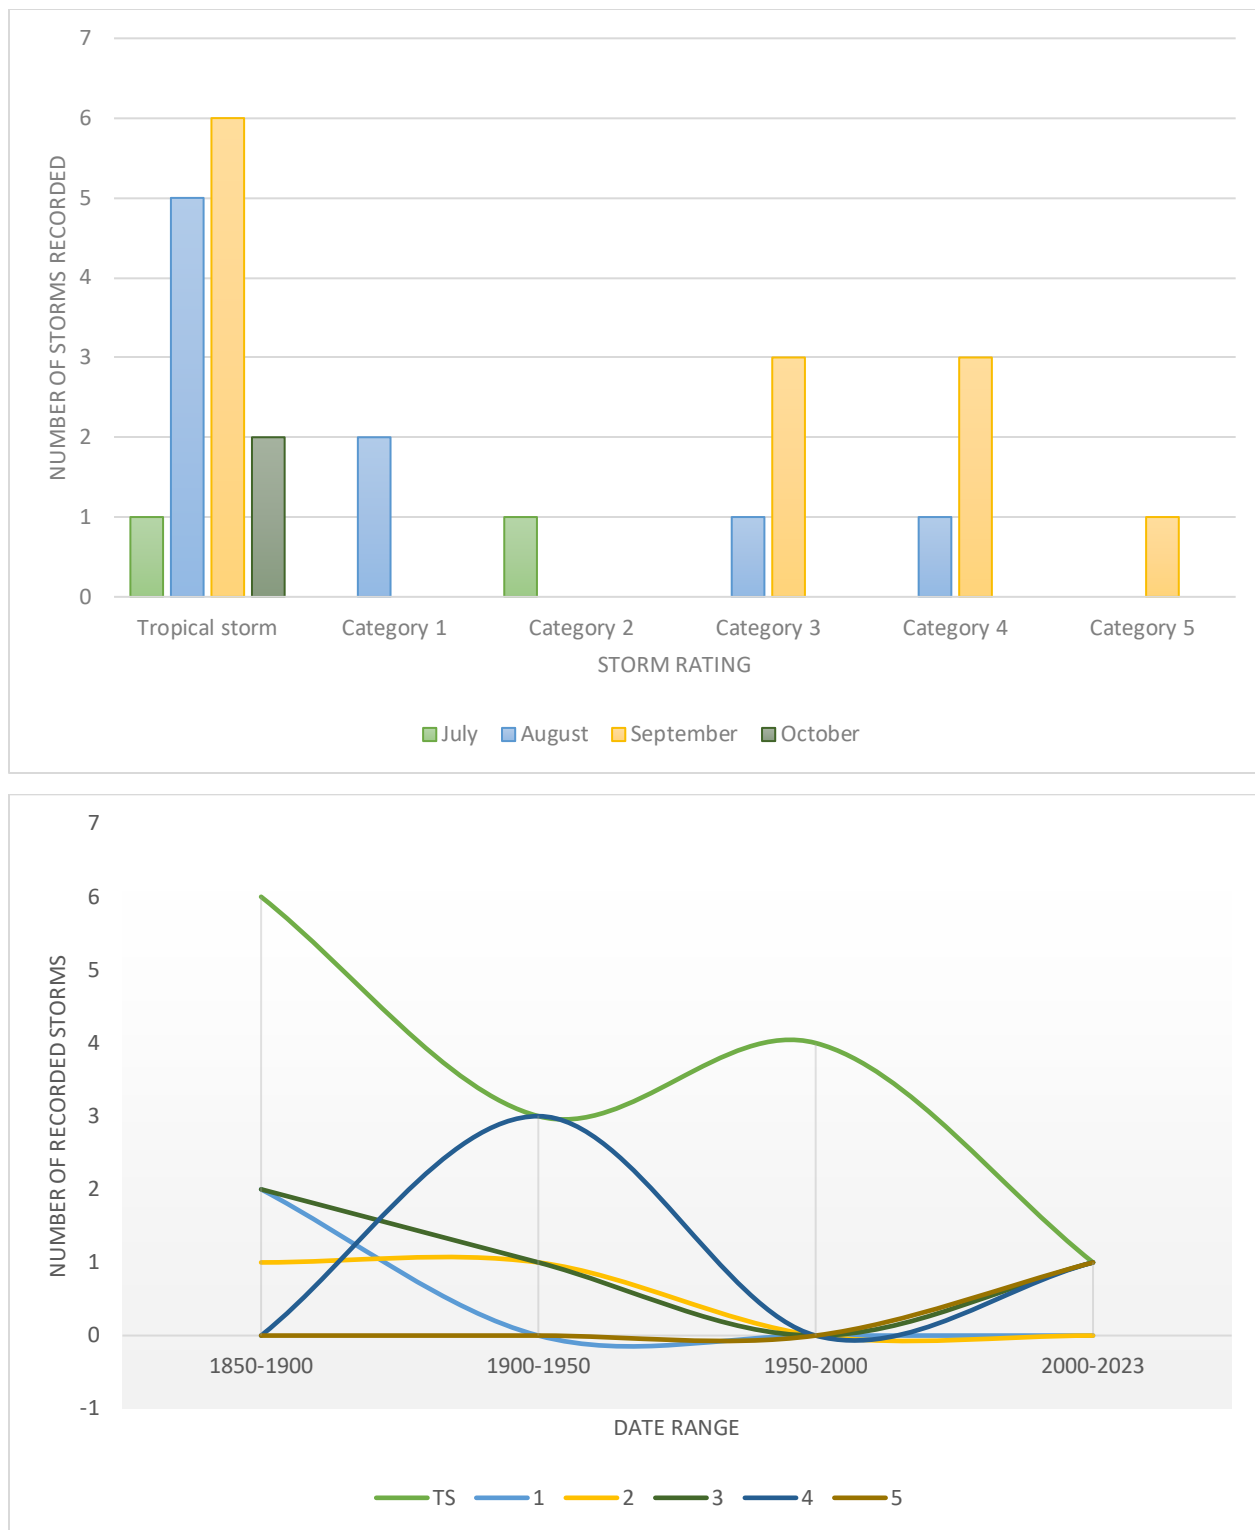 7
6
5
4
3
2
1
0
NUMBER OF STORMS RECORDED
Tropical storm Category 1 Category 2 Category 3 Category 4 Category 5
STORM RATING
July August September October
7
6
5
4
3
2
1
0
-1
NUMBER OF RECORDED STORMS
1850-1900 1900-1950 1950-2000 2000-2023
DATE RANGE
TS 1 2 3 4 5